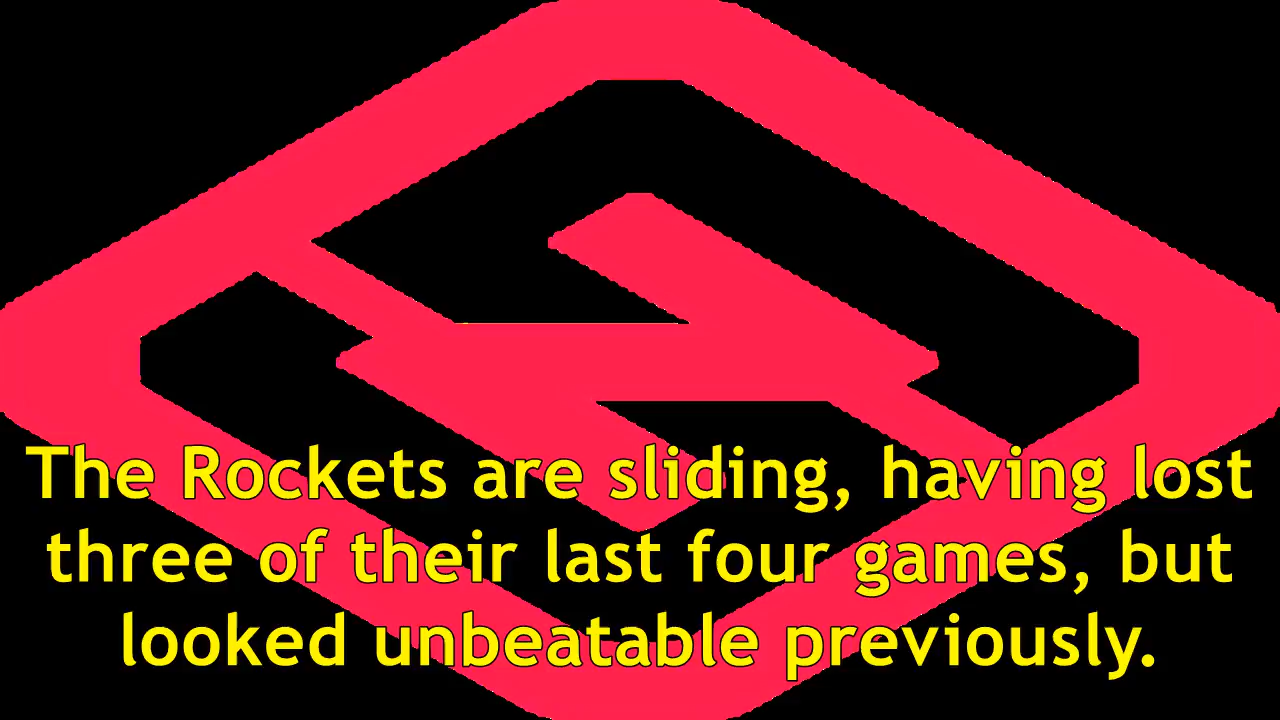 The Rockets are sliding, having lost
three of their last four games, but
looked unbeatable previously.